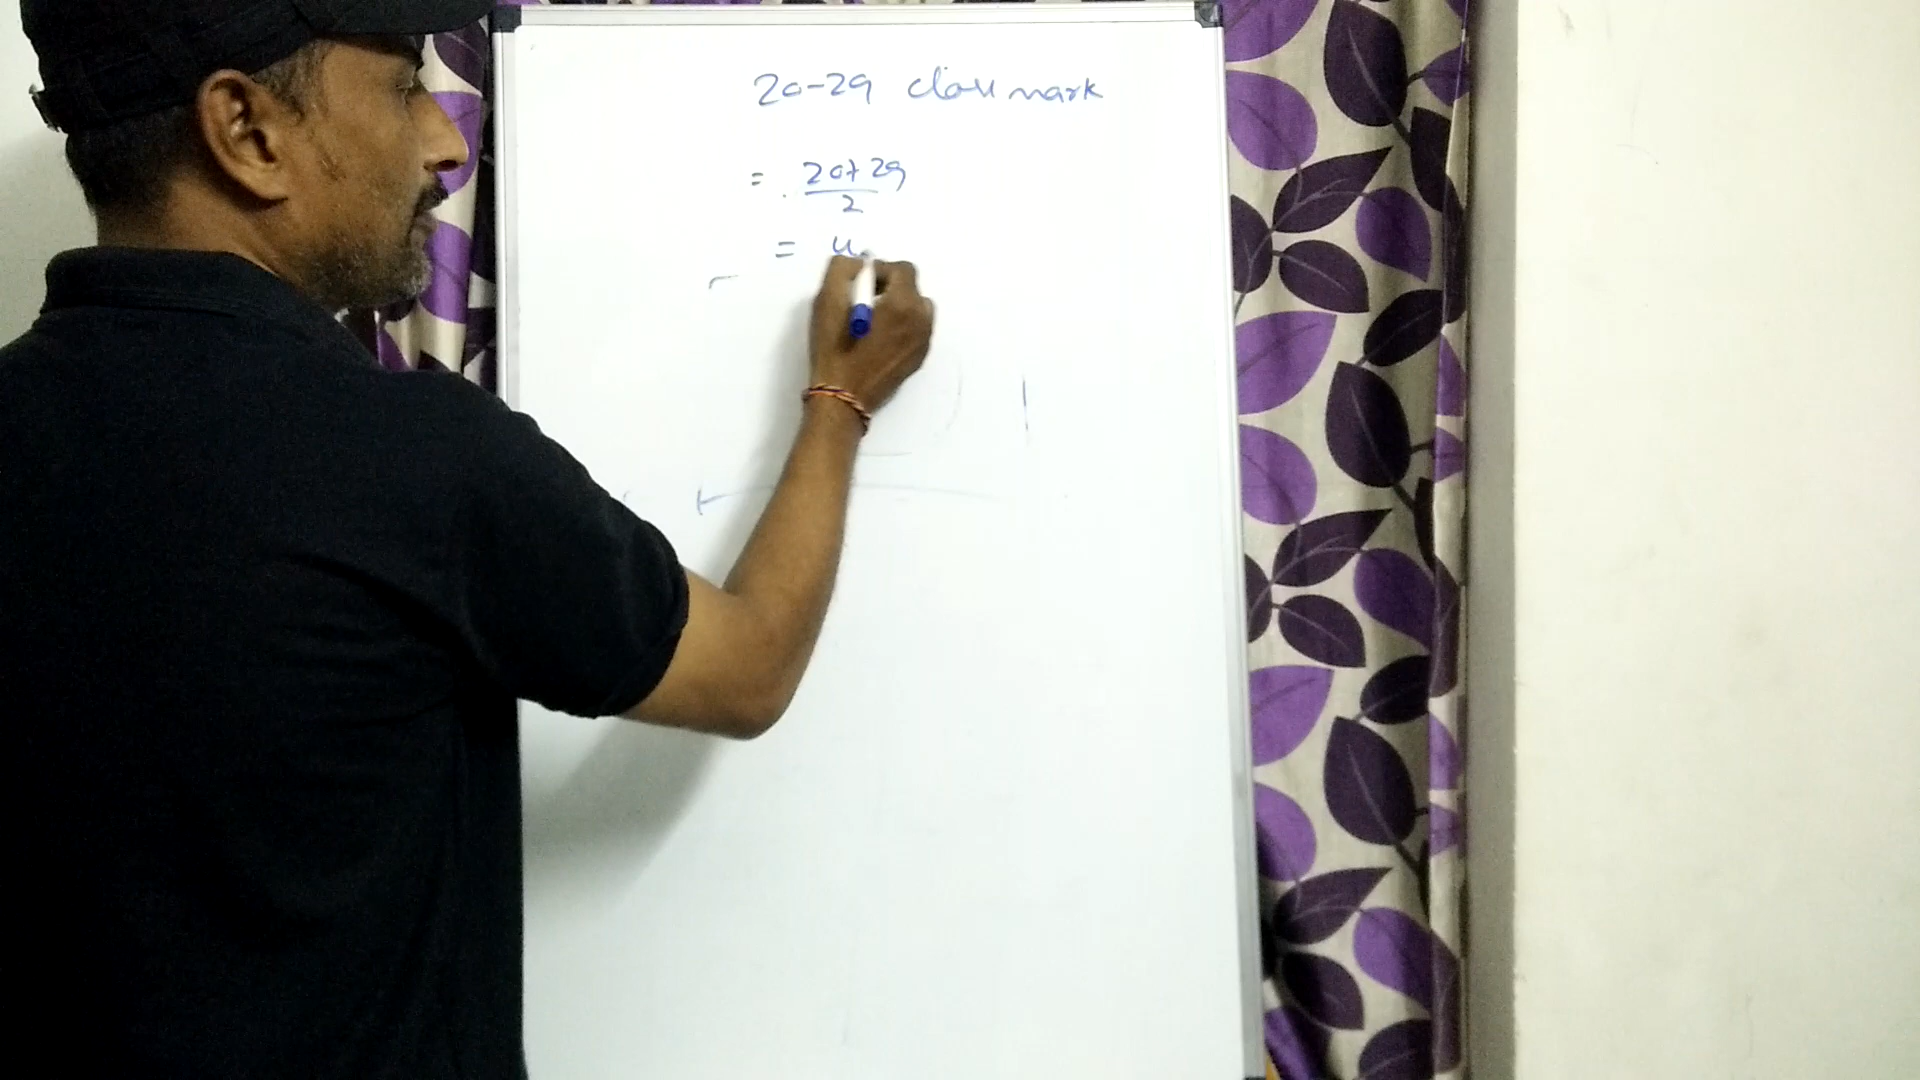 20-29 class mark
= 20+29
2
= 4